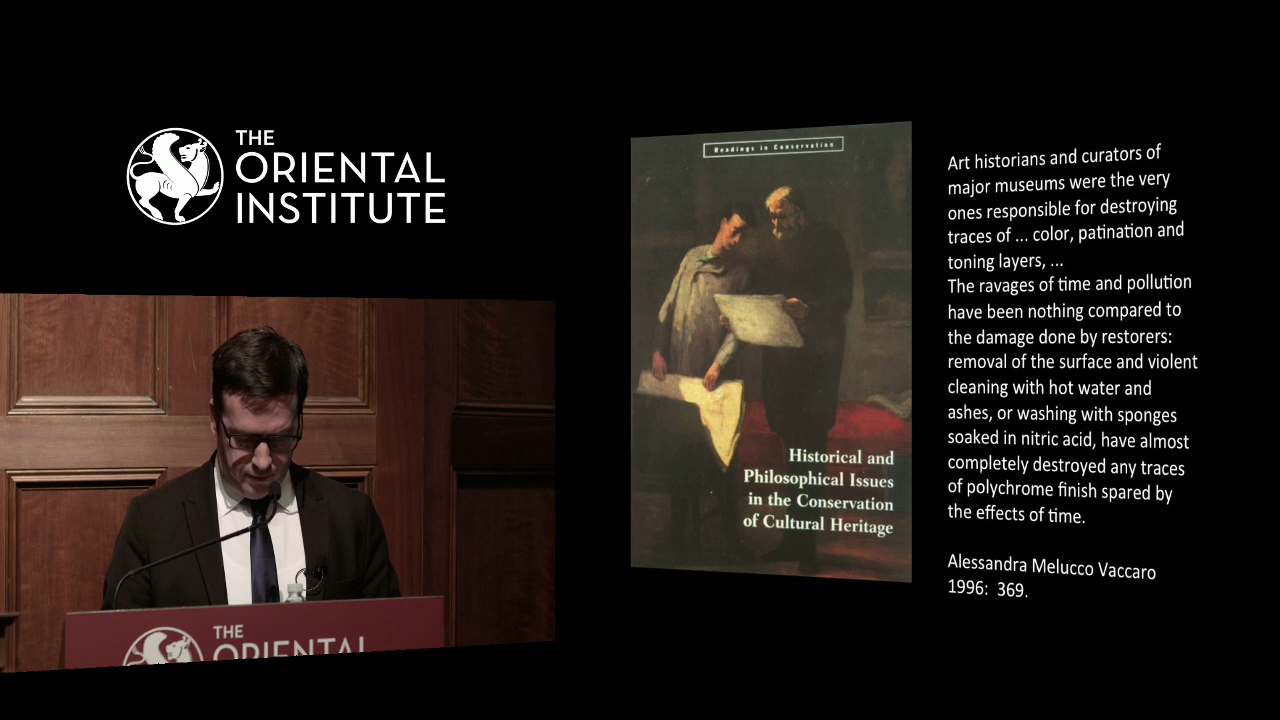 THE
ORIENTAL
INSTITUTE
THE
ORIENTAL
Readings in Conservation
Historical and
Philosophical Issues
in the Conservation
of Cultural Heritage
Art historians and curators of
major museums were the very
ones responsible for destroying
traces of ... color, patination and
toning layers, ...
The ravages of time and pollution
have been nothing compared to
the damage done by restorers:
removal of the surface and violent
cleaning with hot water and
ashes, or washing with sponges
soaked in nitric acid, have almost
completely destroyed any traces
of polychrome finish spared by
the effects of time.
Alessandra Melucco Vaccaro
1996: 369.